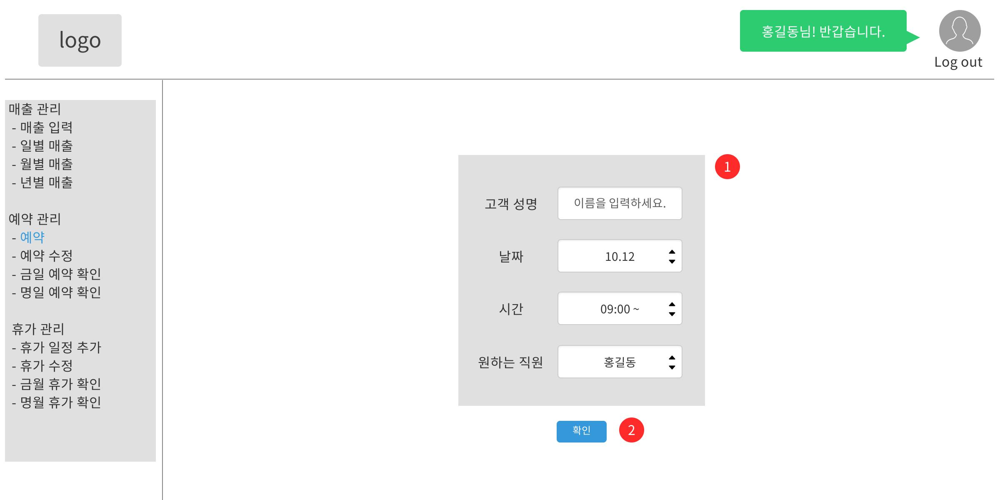 logo
홍길동님! 반갑습니다.
Log out
매출 관리
- 매출 입력
- 일별 매출
- 월별 매출
- 년별 매출
예약 관리
- 예약
- 예약 수정
- 금일 예약 확인
- 명일 예약 확인
휴가 관리
- 휴가 일정 추가
- 휴가 수정
- 금월 휴가 확인
- 명월 휴가 확인
1
고객 성명 이름을 입력하세요.
날짜 10.12
시간 09:00 ~
원하는 직원 홍길동
확인 2